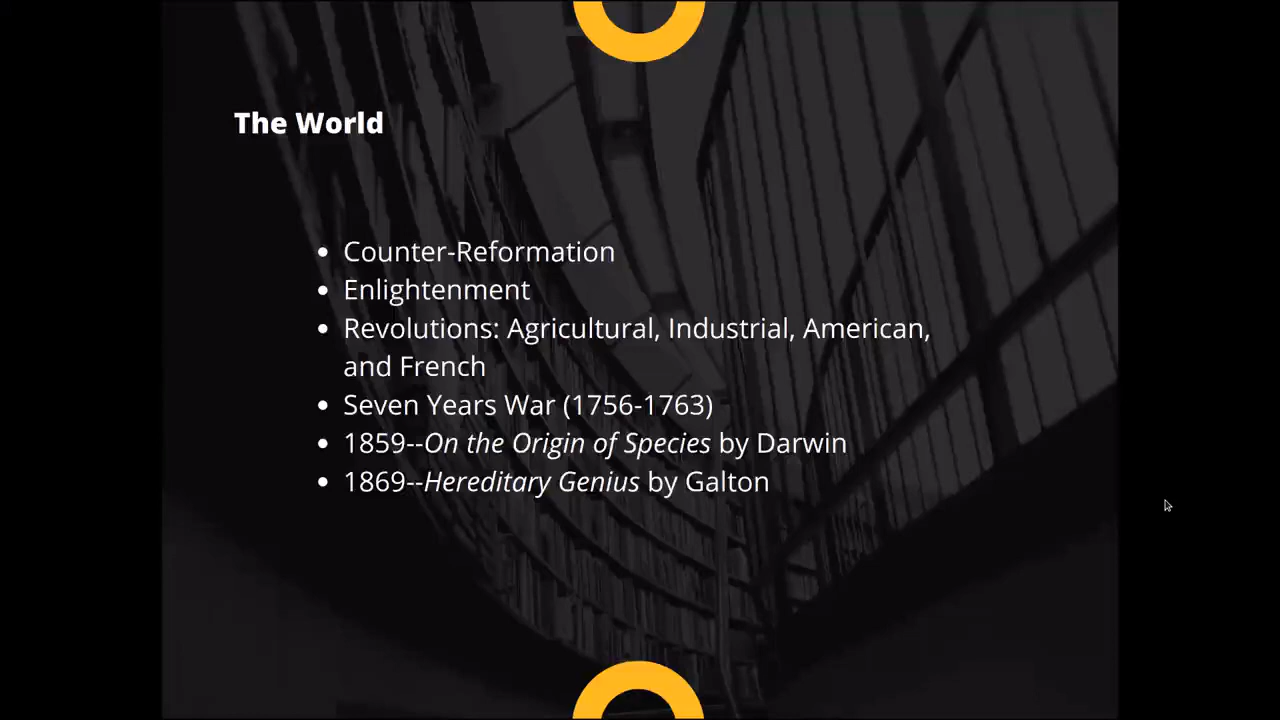 The World
• Counter-Reformation
• Enlightenment
• Revolutions: Agricultural, Industrial, American,
and French
• Seven Years War (1756-1763)
• 1859--On the Origin of Species by Darwin
• 1869--Hereditary Genius by Galton